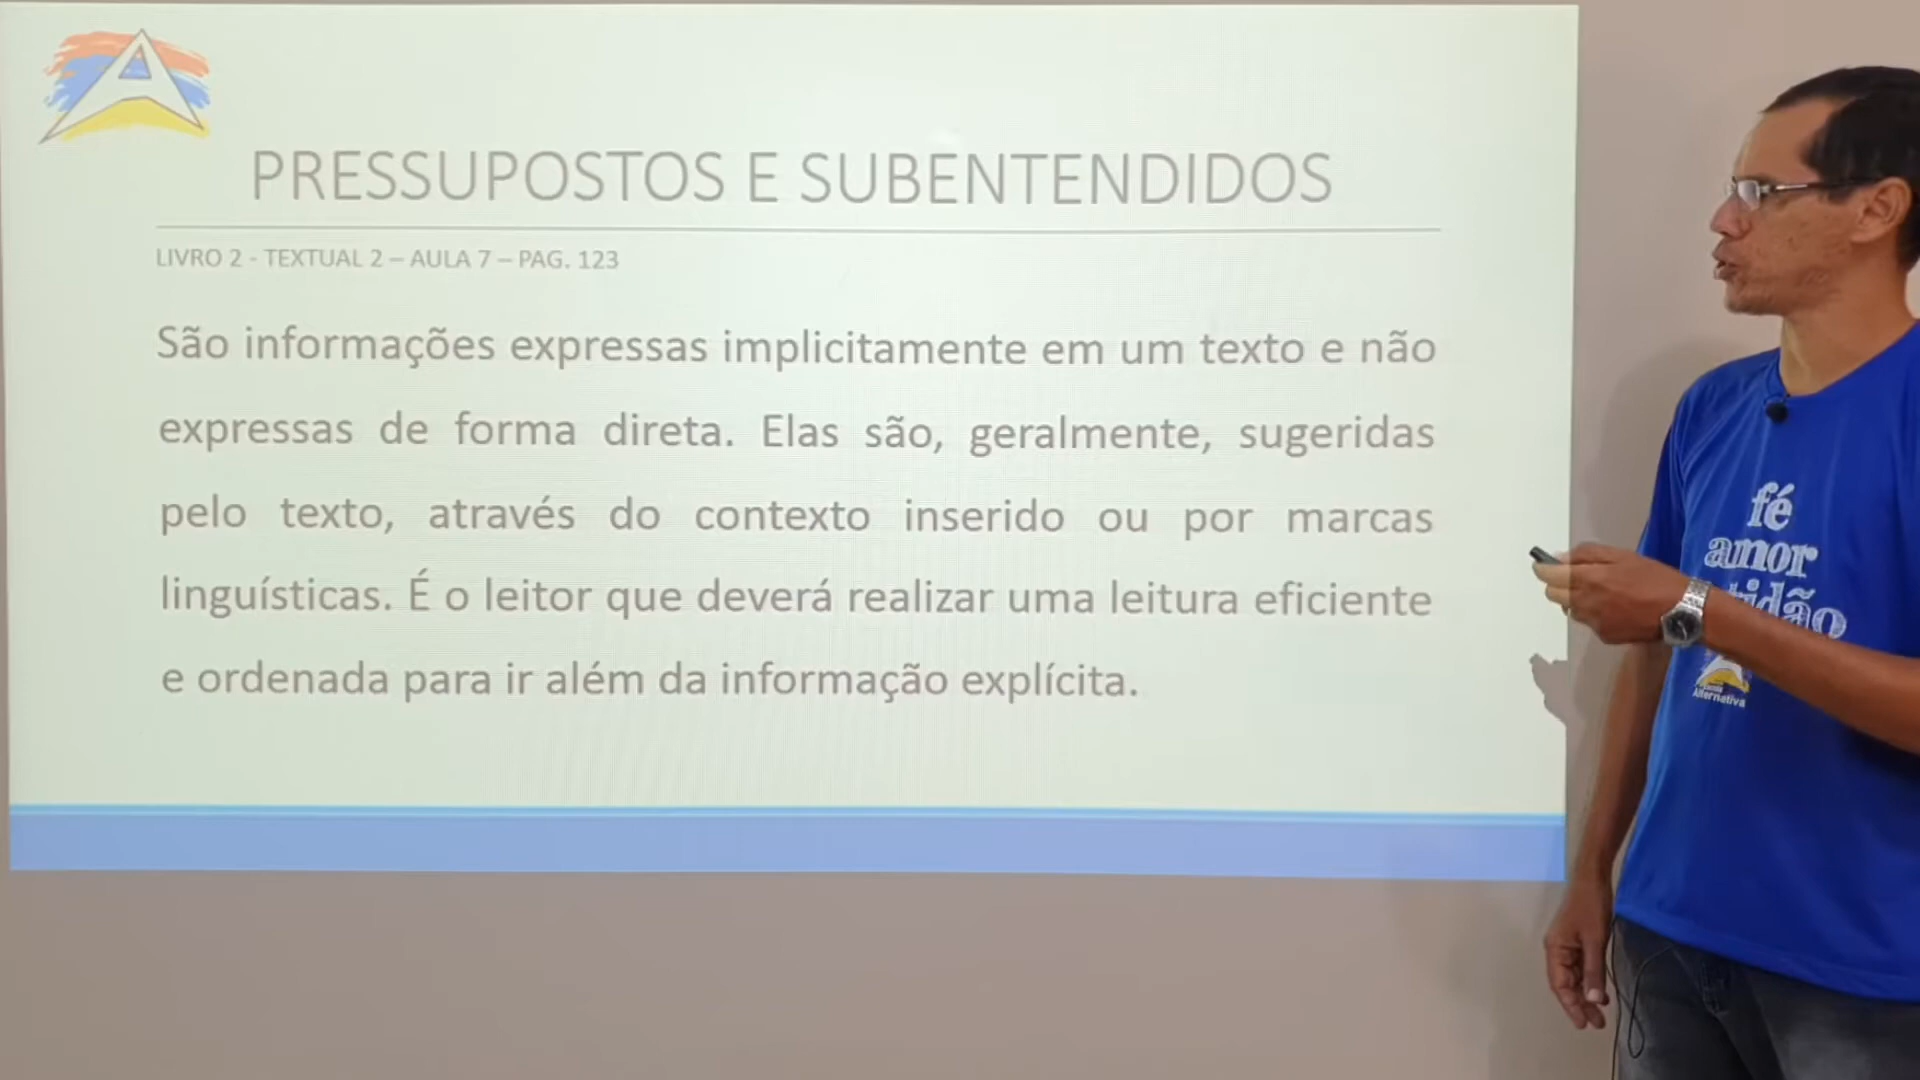 PRESSUPOSTOS E SUBENTENDIDOS
LIVRO 2 - TEXTUAL 2 – AULA 7 – PAG. 123
São informações expressas implicitamente em um texto e não
expressas de forma direta. Elas são, geralmente, sugeridas
pelo texto, através do contexto inserido ou por marcas
linguísticas. É o leitor que deverá realizar uma leitura eficiente
e ordenada para ir além da informação explícita.
fé
amor
Alternativa